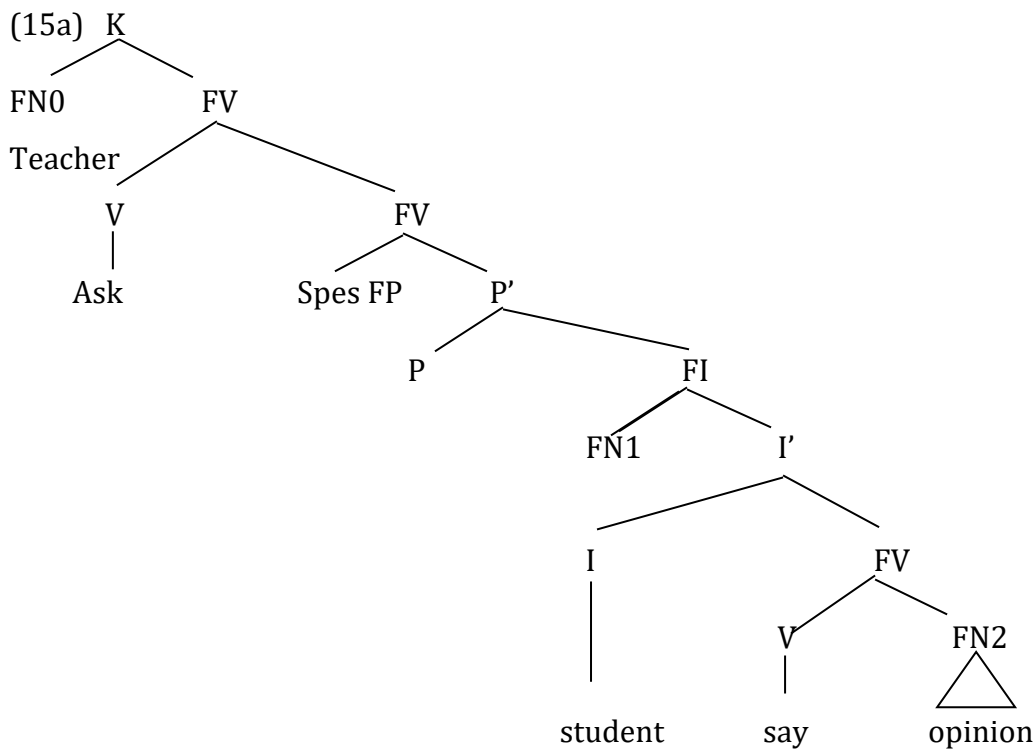 (15a) K
FN0 FV
Teacher
V FV
Ask Spes FP P’
P FI
FN1 I’
I FV
V FN2
student say opinion